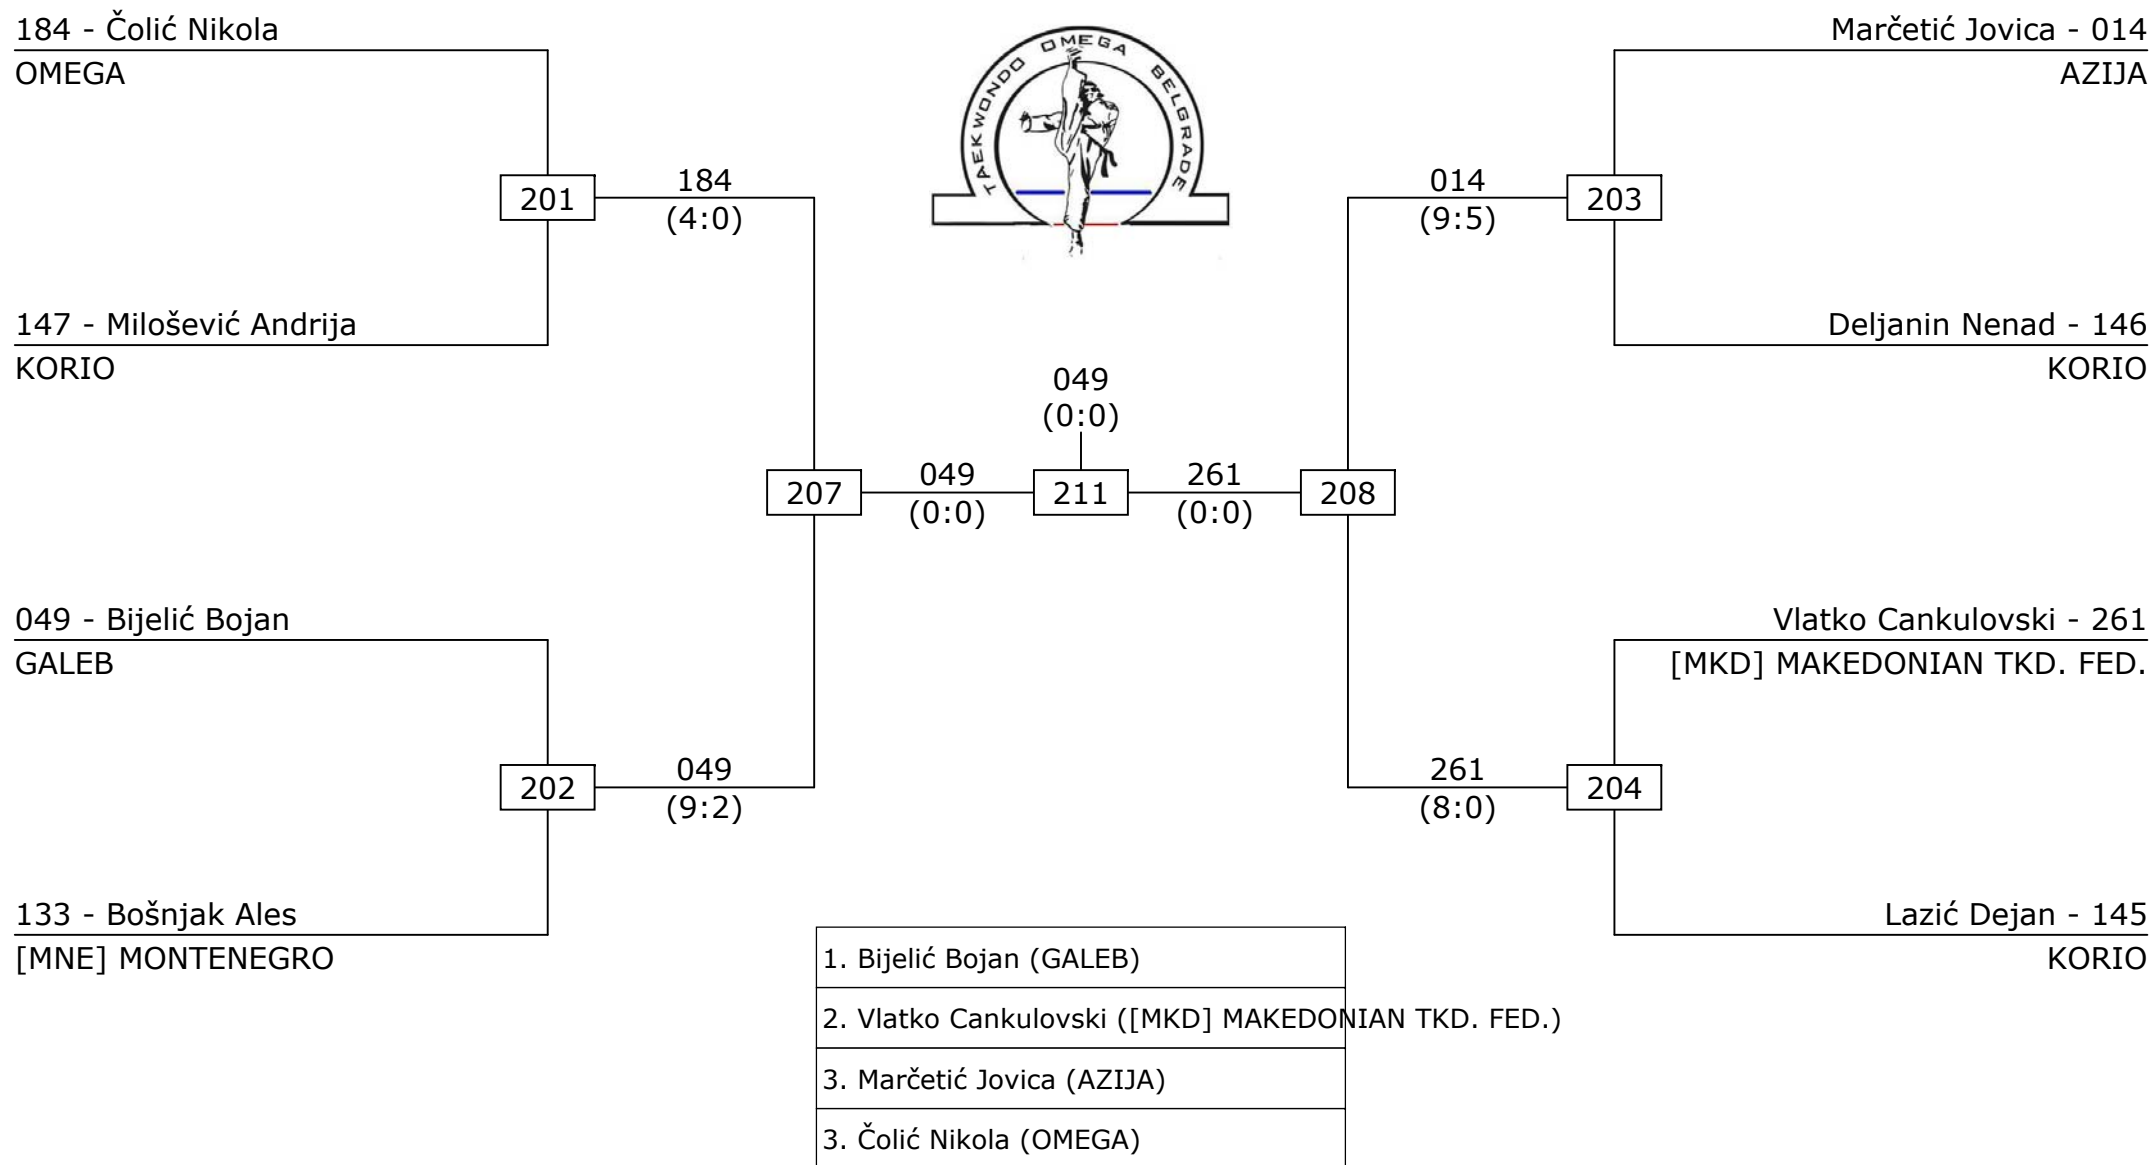 184 - Čolić Nikola
OMEGA
201
184
(4:0)
147 - Milošević Andrija
KORIO
049 - Bijelić Bojan
GALEB
202
049
(9:2)
133 - Bošnjak Ales
[MNE] MONTENEGRO
207
049
(0:0)
TAEKWONDO OMEGA BELGRADE
049
(0:0)
211
261
(0:0)
208
Marčetić Jovica - 014
AZIJA
014
(9:5)
203
Deljanin Nenad - 146
KORIO
Vlatko Cankulovski - 261
[MKD] MAKEDONIAN TKD. FED.
261
(8:0)
204
Lazić Dejan - 145
KORIO
1. Bijelić Bojan (GALEB)
2. Vlatko Cankulovski ([MKD] MAKEDONIAN TKD. FED.)
3. Marčetić Jovica (AZIJA)
3. Čolić Nikola (OMEGA)